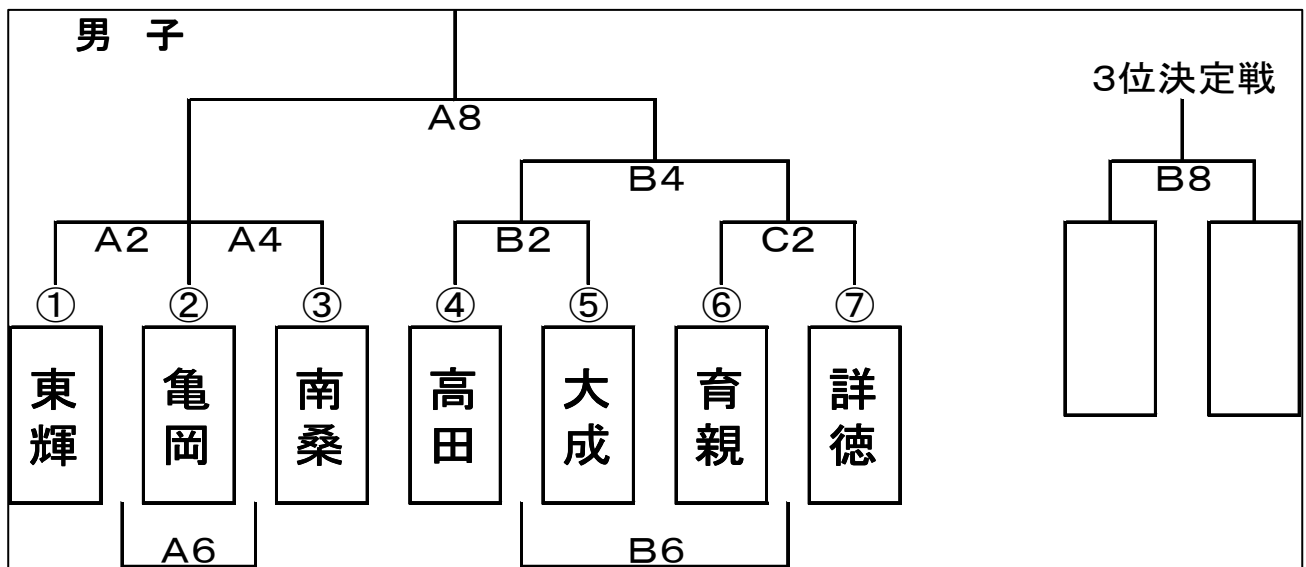 男 子
3位決定戦
A8
B4
B8
A2
A4
B2
C2
①
②
③
④
⑤
⑥
⑦
東輝
亀岡
南桑
高田
大成
育親
詳徳
A6
B6